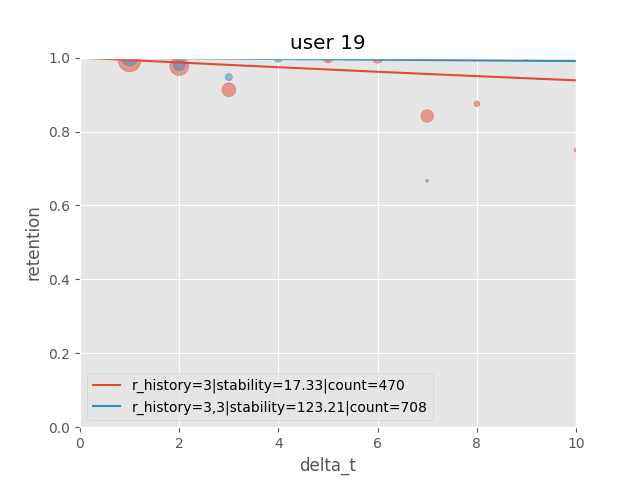 user 19
retention
1.0
0.8
0.6
0.4
0.2
0.0
r_history=3|stability=17.33|count=470
r_history=3,3|stability=123.21|count=708
0 2 4 6 8 10
delta_t